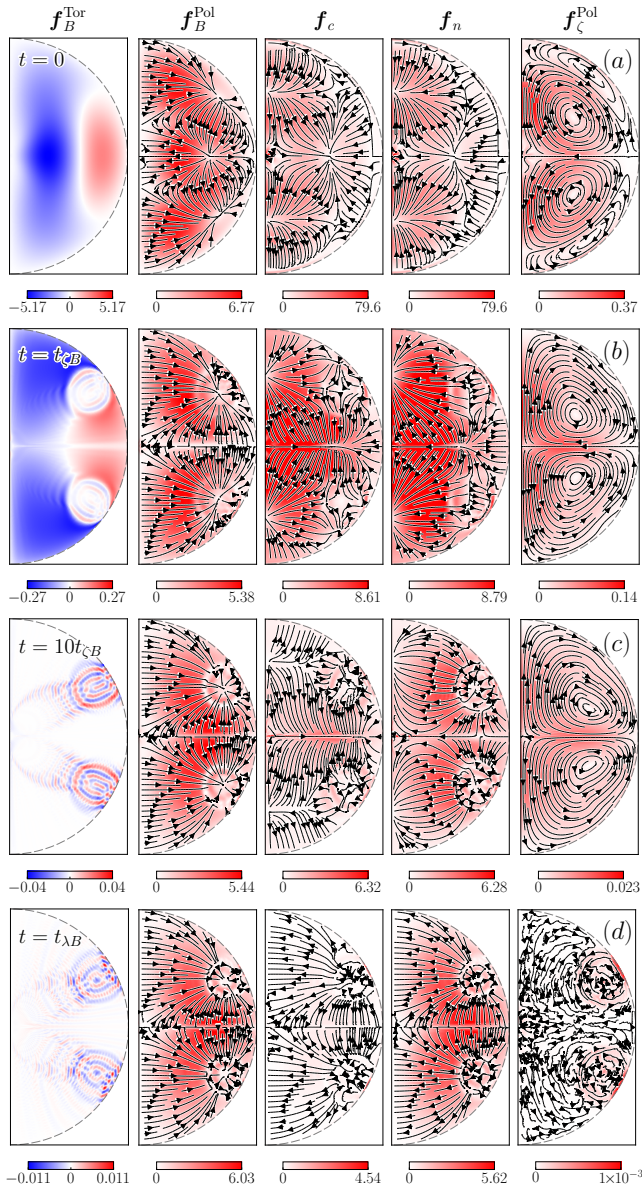 f_B^Tor f_B^Pol f_c f_n f_ζ^Pol
t = 0 (a)
−5.17 0 5.17 0 6.77 0 79.6 0 79.6 0 0.37
t = t_ζB (b)
−0.27 0 0.27 0 5.38 0 8.61 0 8.79 0 0.14
t = 10t_ζB (c)
−0.04 0 0.04 0 5.44 0 6.32 0 6.28 0 0.023
t = t_λB (d)
−0.011 0 0.011 0 6.03 0 4.54 0 5.62 0 1×10⁻³